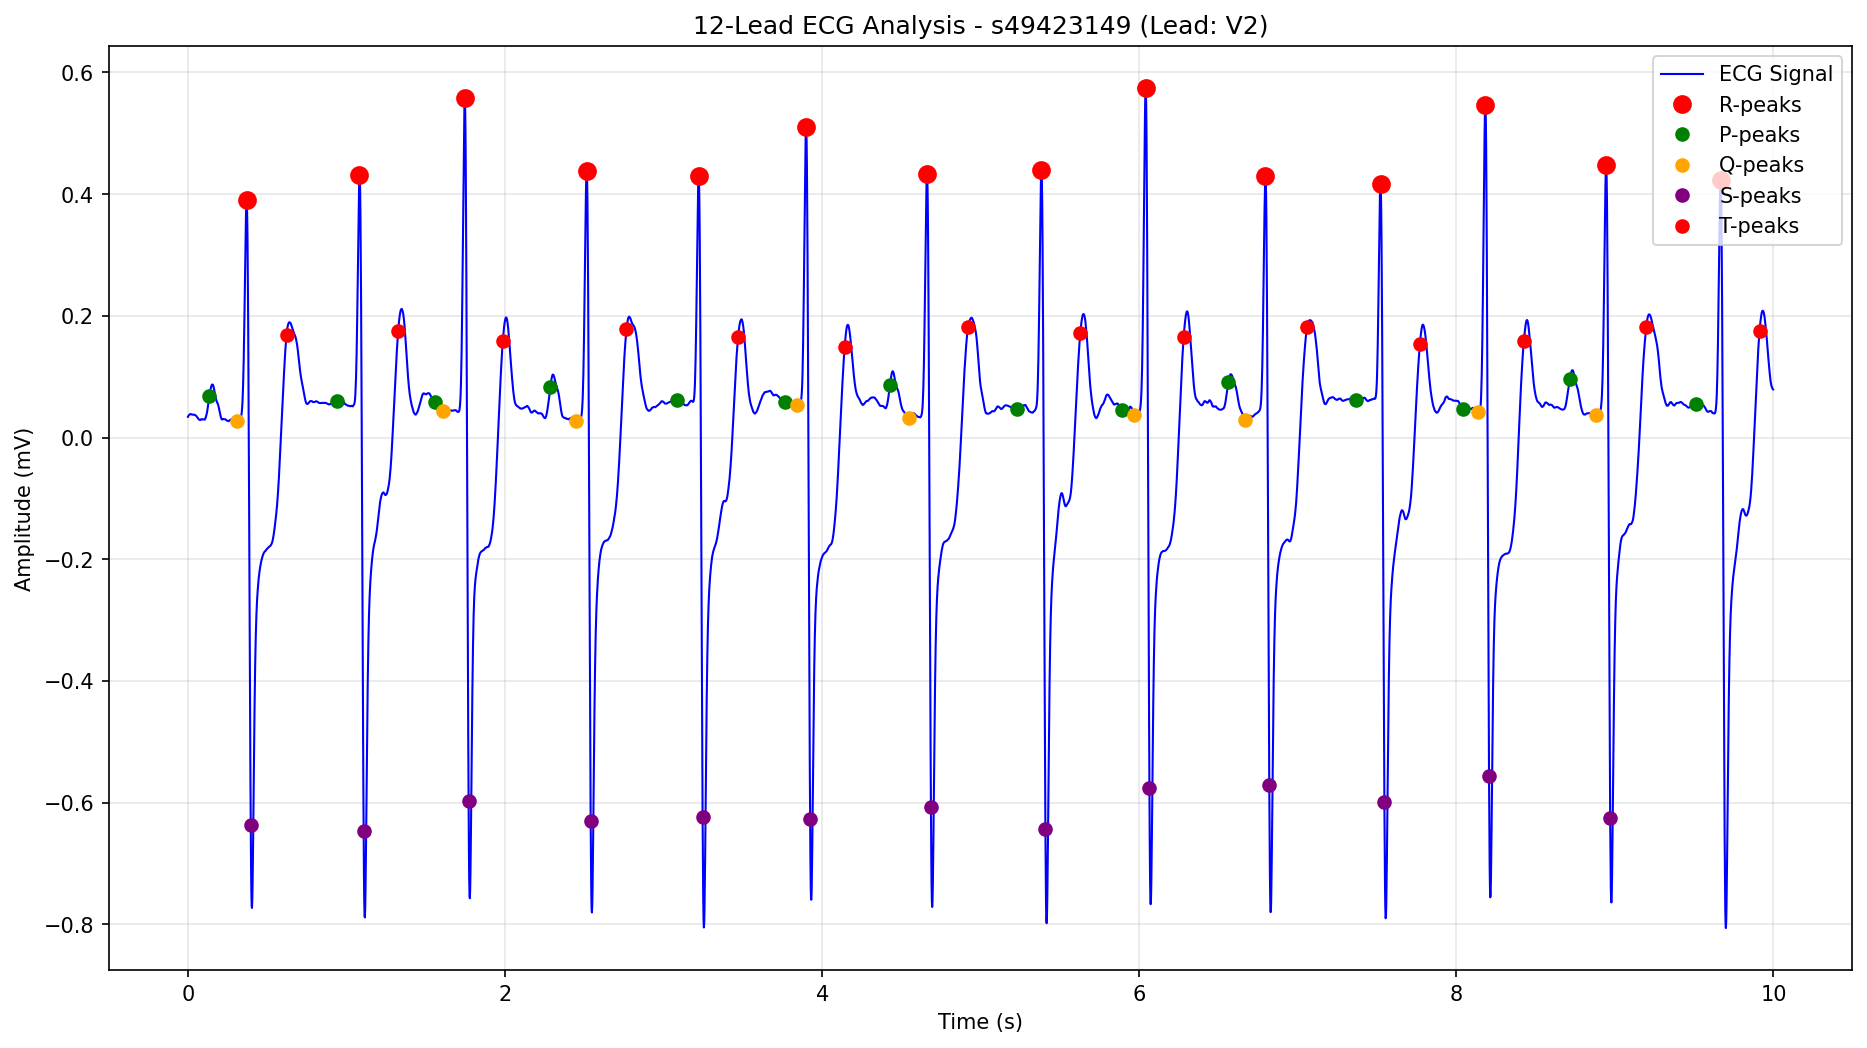 12-Lead ECG Analysis - s49423149 (Lead: V2)
ECG Signal
R-peaks
P-peaks
Q-peaks
S-peaks
T-peaks
Amplitude (mV)
0.6
0.4
0.2
0.0
−0.2
−0.4
−0.6
−0.8
0 2 4 6 8 10
Time (s)